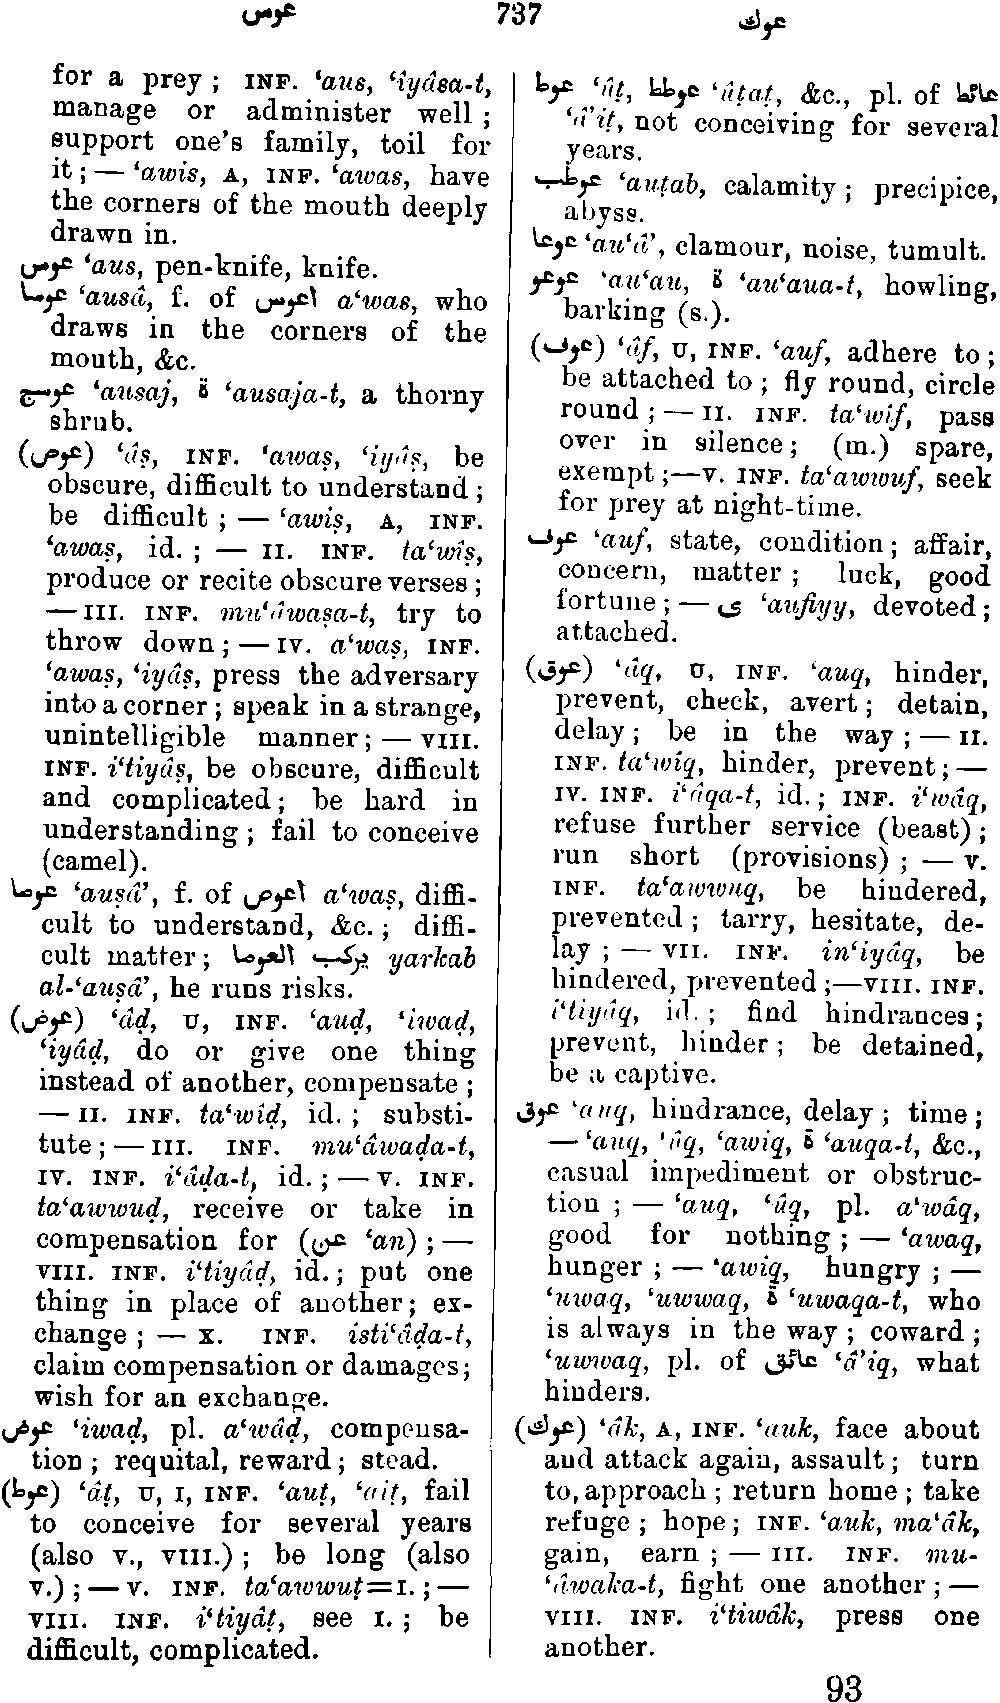 عوس 737 عوك
for a prey ; INF. ‘aus, ‘îyâsa-t,
manage or administer well ;
support one’s family, toil for
it ; — ‘awis, A, INF. ‘awas, have
the corners of the mouth deeply
drawn in.
عوس ‘aus, pen-knife, knife.
عوسا ‘ausâ, f. of اعوس a‘was, who
draws in the corners of the
mouth, &c.
عوسج ‘ausaj, ة ‘ausaja-t, a thorny
shrub.
(عوص) ‘âṣ, INF. ‘awaṣ, ‘iyâṣ, be
obscure, difficult to understand ;
be difficult ; — ‘awiṣ, A, INF.
‘awaṣ, id. ; — II. INF. ta‘wîṣ,
produce or recite obscure verses ;
— III. INF. mu‘âwaṣa-t, try to
throw down ; — IV. a‘waṣ, INF.
‘awaṣ, ‘iyâṣ, press the adversary
into a corner ; speak in a strange,
unintelligible manner ; — VIII.
INF. i‘tiyâṣ, be obscure, difficult
and complicated ; be hard in
understanding ; fail to conceive
(camel).
عوصا ‘auṣâ’, f. of اعوص a‘waṣ, diffi-
cult to understand, &c. ; diffi-
cult matter ; يركب العوصا yarkab
al-‘auṣâ’, he runs risks.
(عوض) ‘âḍ, U, INF. ‘auḍ, ‘iwaḍ,
‘iyâḍ, do or give one thing
instead of another, compensate ;
— II. INF. ta‘wîḍ, id. ; substi-
tute ; — III. INF. mu‘âwaḍa-t,
IV. INF. i‘âḍa-t, id. ; — V. INF.
ta‘awwuḍ, receive or take in
compensation for (عن ‘an) ; —
VIII. INF. i‘tiyâḍ, id. ; put one
thing in place of another ; ex-
change ; — X. INF. isti‘âḍa-t,
claim compensation or damages ;
wish for an exchange.
عوض ‘iwaḍ, pl. a‘wâḍ, compensa-
tion ; requital, reward ; stead.
(عوط) ‘âṭ, U, I, INF. ‘auṭ, ‘aiṭ, fail
to conceive for several years
(also V., VIII.) ; be long (also
V.) ; — V. INF. ta‘awwuṭ=I. ; —
VIII. INF. i‘tiyâṭ, see I. ; be
difficult, complicated.
عوط ‘ûṭ, عوطط ‘ûṭaṭ, &c., pl. of عائط
‘â’iṭ, not conceiving for several
years.
عوطب ‘auṭab, calamity ; precipice,
abyss.
عوعا ‘au‘â’, clamour, noise, tumult.
عوعو ‘au‘au, ة ‘au‘aua-t, howling,
barking (s.).
(عوف) ‘âf, U, INF. ‘auf, adhere to ;
be attached to ; fly round, circle
round ; — II. INF. ta‘wîf, pass
over in silence ; (m.) spare,
exempt ;—V. INF. ta‘awwuf, seek
for prey at night-time.
عوف ‘auf, state, condition ; affair,
concern, matter ; luck, good
fortune ; — ى ‘aufiyy, devoted ;
attached.
(عوق) ‘âq, U, INF. ‘auq, hinder,
prevent, check, avert ; detain,
delay ; be in the way ; — II.
INF. ta‘wîq, hinder, prevent ; —
IV. INF. i‘âqa-t, id. ; INF. i‘wâq,
refuse further service (beast) ;
run short (provisions) ; — V.
INF. ta‘awwuq, be hindered,
prevented ; tarry, hesitate, de-
lay ; — VII. INF. in‘iyâq, be
hindered, prevented ;—VIII. INF.
i‘tiyâq, id. ; find hindrances ;
prevent, hinder ; be detained,
be a captive.
عوق ‘auq, hindrance, delay ; time ;
— ‘auq, ‘ûq, ‘awiq, ة ‘auqa-t, &c.,
casual impediment or obstruc-
tion ; — ‘auq, ‘ûq, pl. a‘wâq,
good for nothing ; — ‘awaq,
hunger ; — ‘awiq, hungry ; —
‘uwaq, ‘uwwaq, ة ‘uwaqa-t, who
is always in the way ; coward ;
‘uwwaq, pl. of عائق ‘â’iq, what
hinders.
(عوك) ‘âk, A, INF. ‘auk, face about
and attack again, assault ; turn
to, approach ; return home ; take
refuge ; hope ; INF. ‘auk, ma‘âk,
gain, earn ; — III. INF. mu-
‘âwaka-t, fight one another ; —
VIII. INF. i‘tiwâk, press one
another.
93